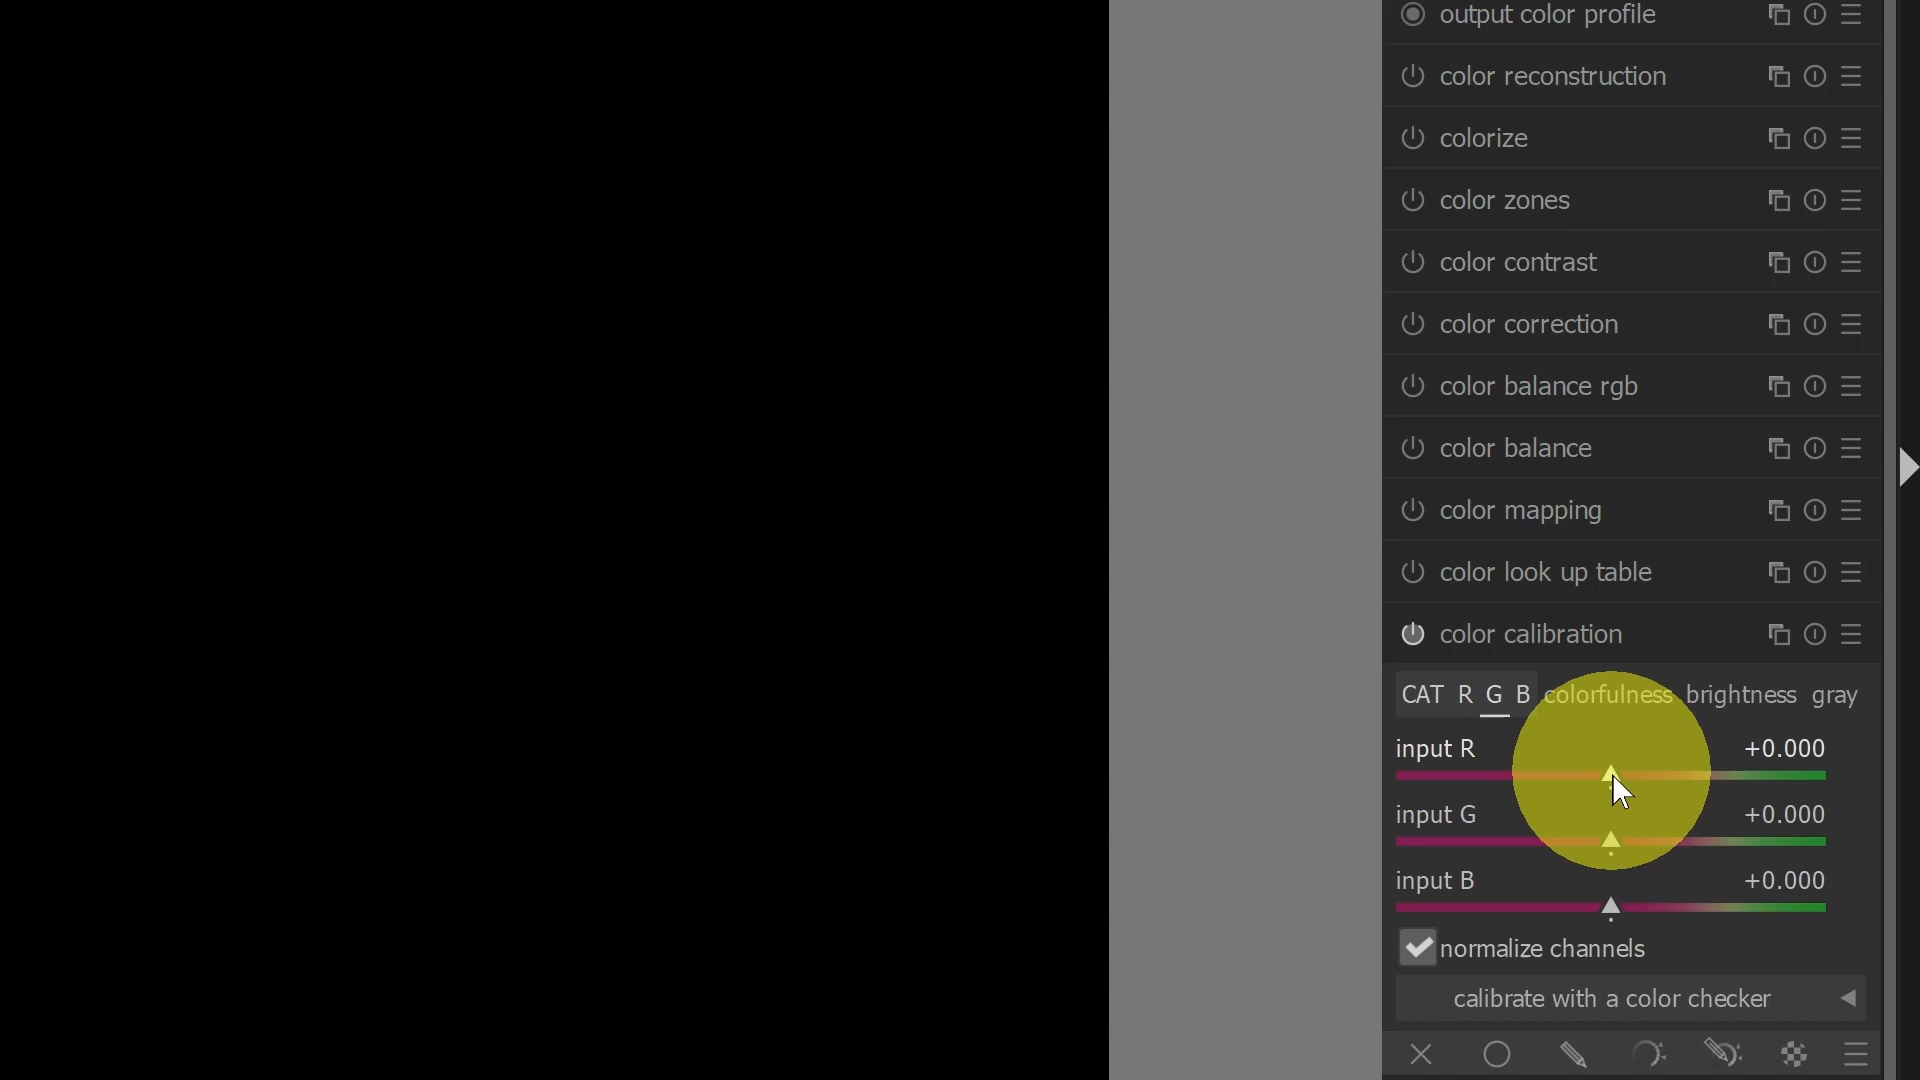 output color profile
color reconstruction
colorize
color zones
color contrast
color correction
color balance rgb
color balance
color mapping
color look up table
color calibration
CAT R G B colorfulness brightness gray
input R +0.000
input G +0.000
input B +0.000
normalize channels
calibrate with a color checker